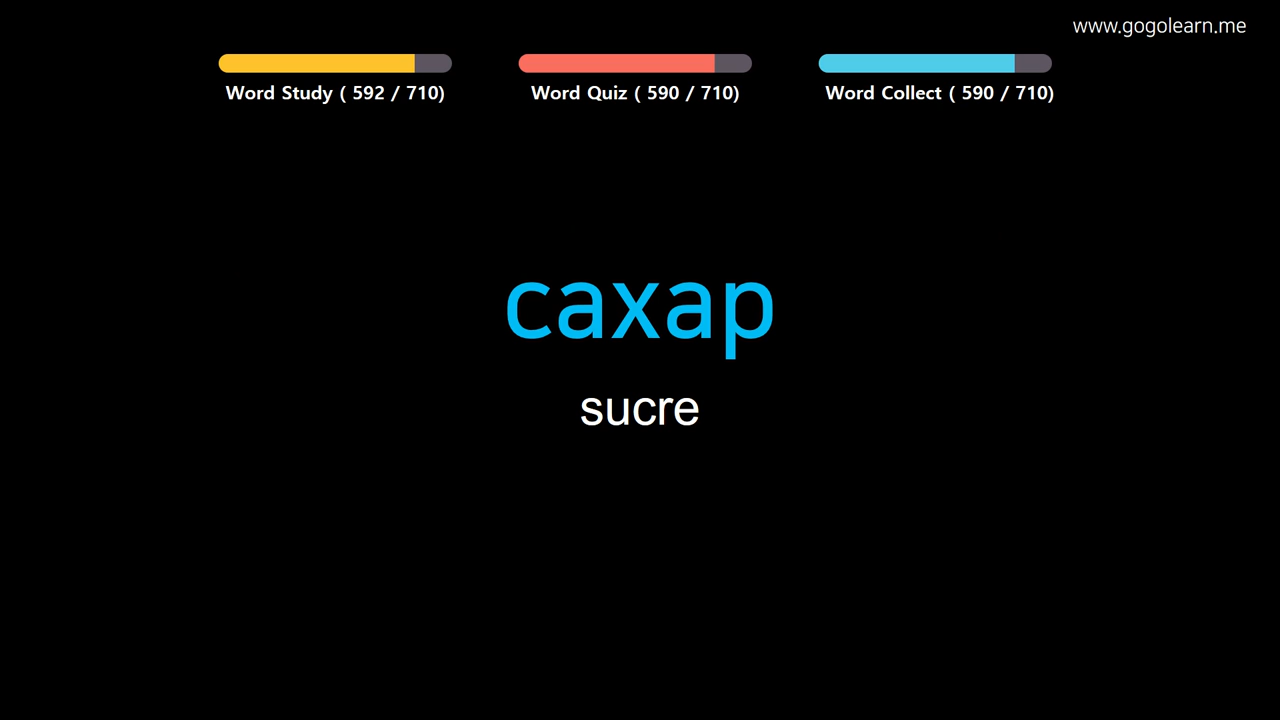 www.gogolearn.me
Word Study ( 592 / 710)
Word Quiz ( 590 / 710)
Word Collect ( 590 / 710)
сахар
sucre